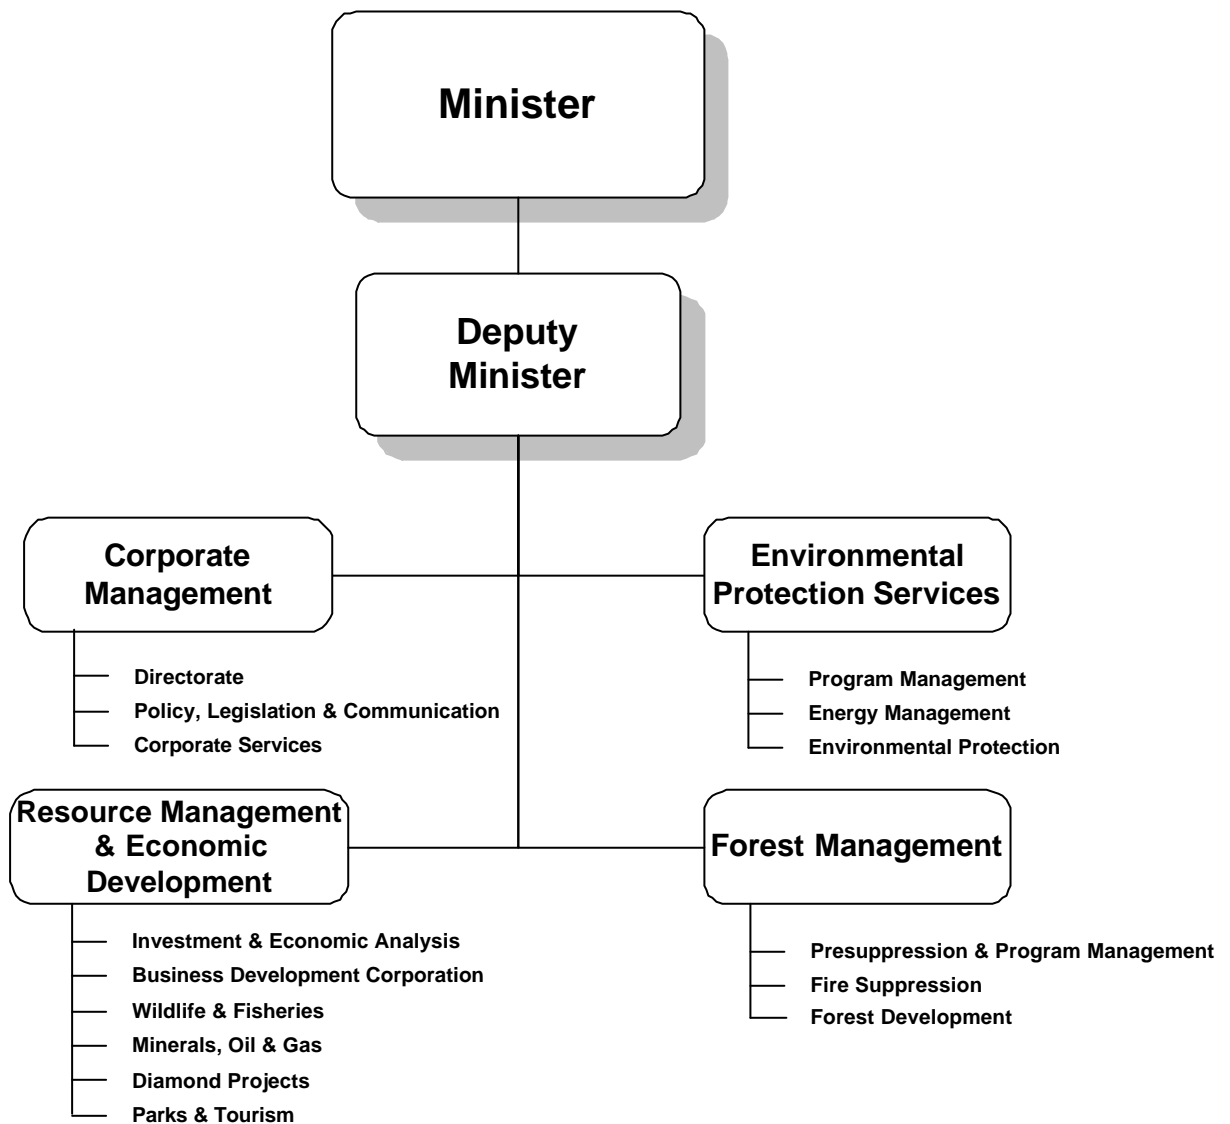 Minister
Deputy
Minister
Corporate
Management
Directorate
Policy, Legislation & Communication
Corporate Services
Environmental
Protection Services
Program Management
Energy Management
Environmental Protection
Resource Management
& Economic
Development
Investment & Economic Analysis
Business Development Corporation
Wildlife & Fisheries
Minerals, Oil & Gas
Diamond Projects
Parks & Tourism
Forest Management
Presuppression & Program Management
Fire Suppression
Forest Development